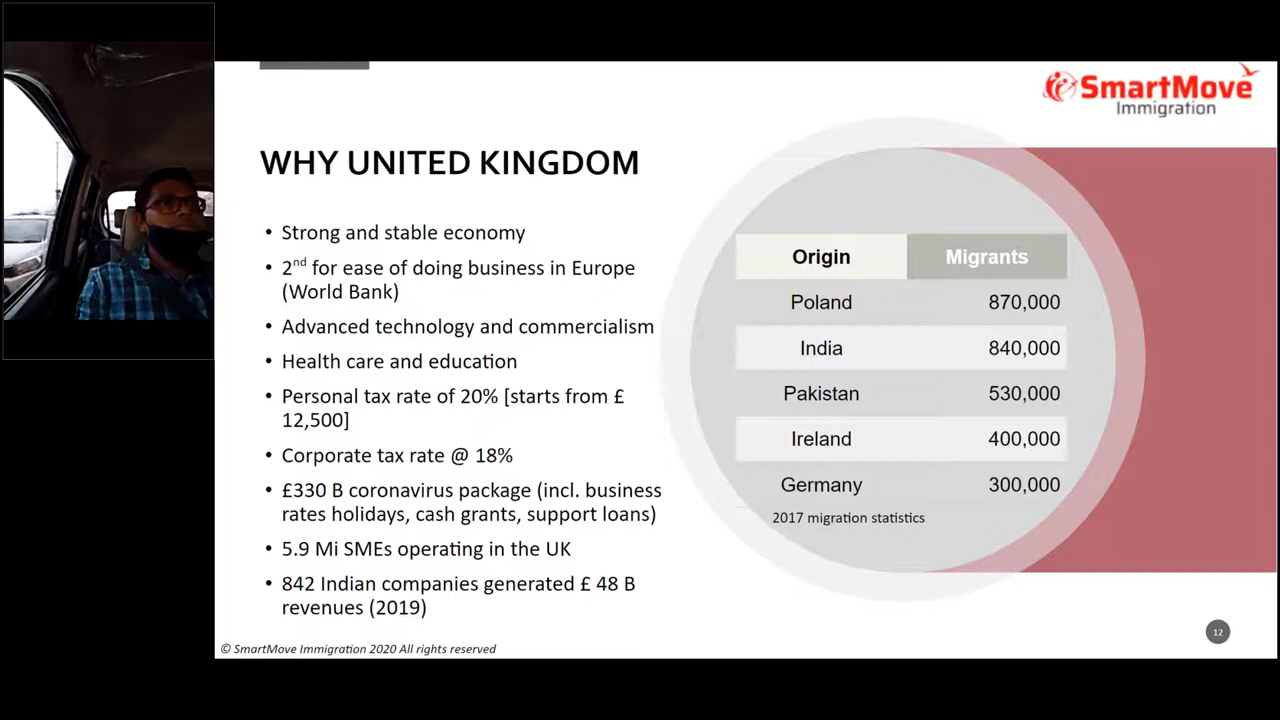 SmartMove
Immigration
WHY UNITED KINGDOM
• Strong and stable economy
• 2nd for ease of doing business in Europe
(World Bank)
• Advanced technology and commercialism
• Health care and education
• Personal tax rate of 20% [starts from £
12,500]
• Corporate tax rate @ 18%
• £330 B coronavirus package (incl. business
rates holidays, cash grants, support loans)
• 5.9 Mi SMEs operating in the UK
• 842 Indian companies generated £ 48 B
revenues (2019)
Origin Migrants
Poland 870,000
India 840,000
Pakistan 530,000
Ireland 400,000
Germany 300,000
2017 migration statistics
12
© SmartMove Immigration 2020 All rights reserved